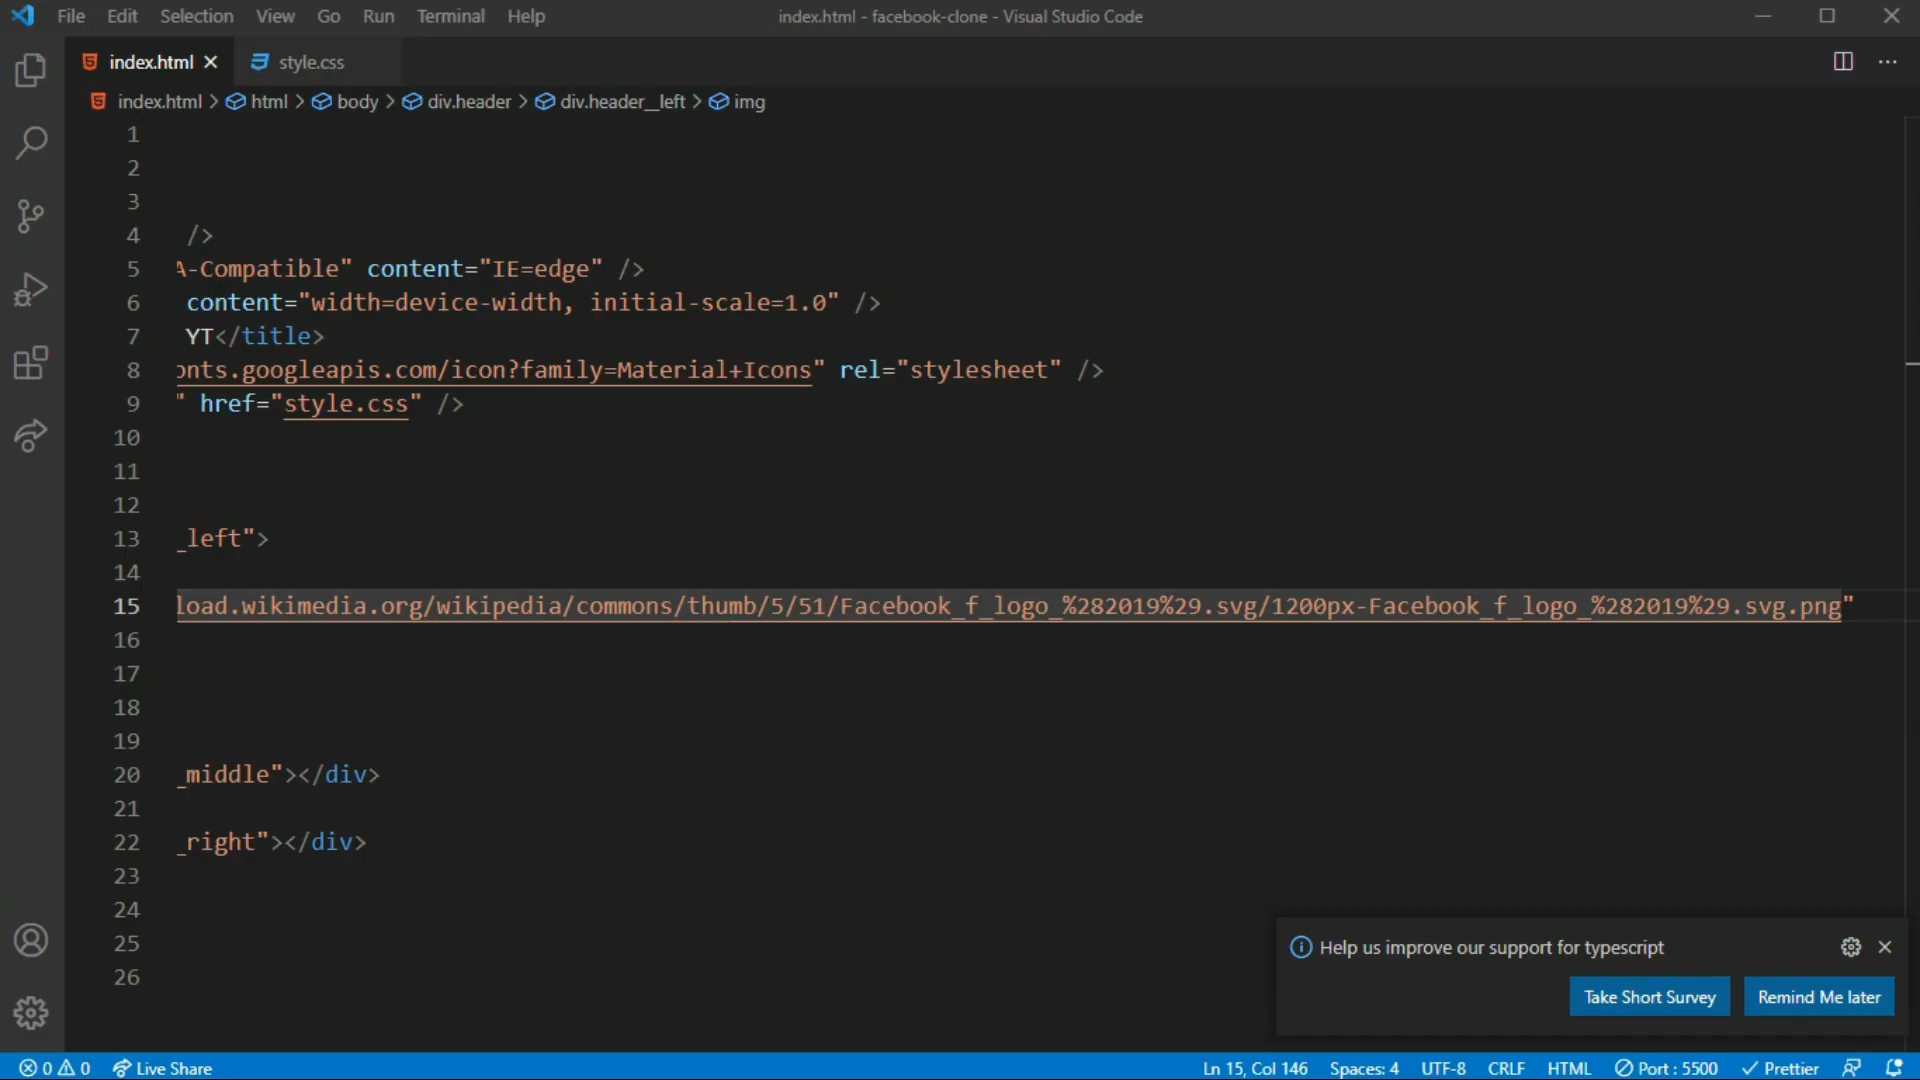 File Edit Selection View Go Run Terminal Help index.html - facebook-clone - Visual Studio Code
index.html style.css
index.html > html > body > div.header > div.header__left > img
1
2
3
4 />
5 A-Compatible" content="IE=edge" />
6 content="width=device-width, initial-scale=1.0" />
7 YT</title>
8 onts.googleapis.com/icon?family=Material+Icons" rel="stylesheet" />
9 " href="style.css" />
10
11
12
13 _left">
14
15 load.wikimedia.org/wikipedia/commons/thumb/5/51/Facebook_f_logo_%282019%29.svg/1200px-Facebook_f_logo_%282019%29.svg.png"
16
17
18
19
20 _middle"></div>
21
22 _right"></div>
23
24
25
26
Help us improve our support for typescript
Take Short Survey Remind Me later
0 0 Live Share Ln 15, Col 146 Spaces: 4 UTF-8 CRLF HTML Port : 5500 Prettier